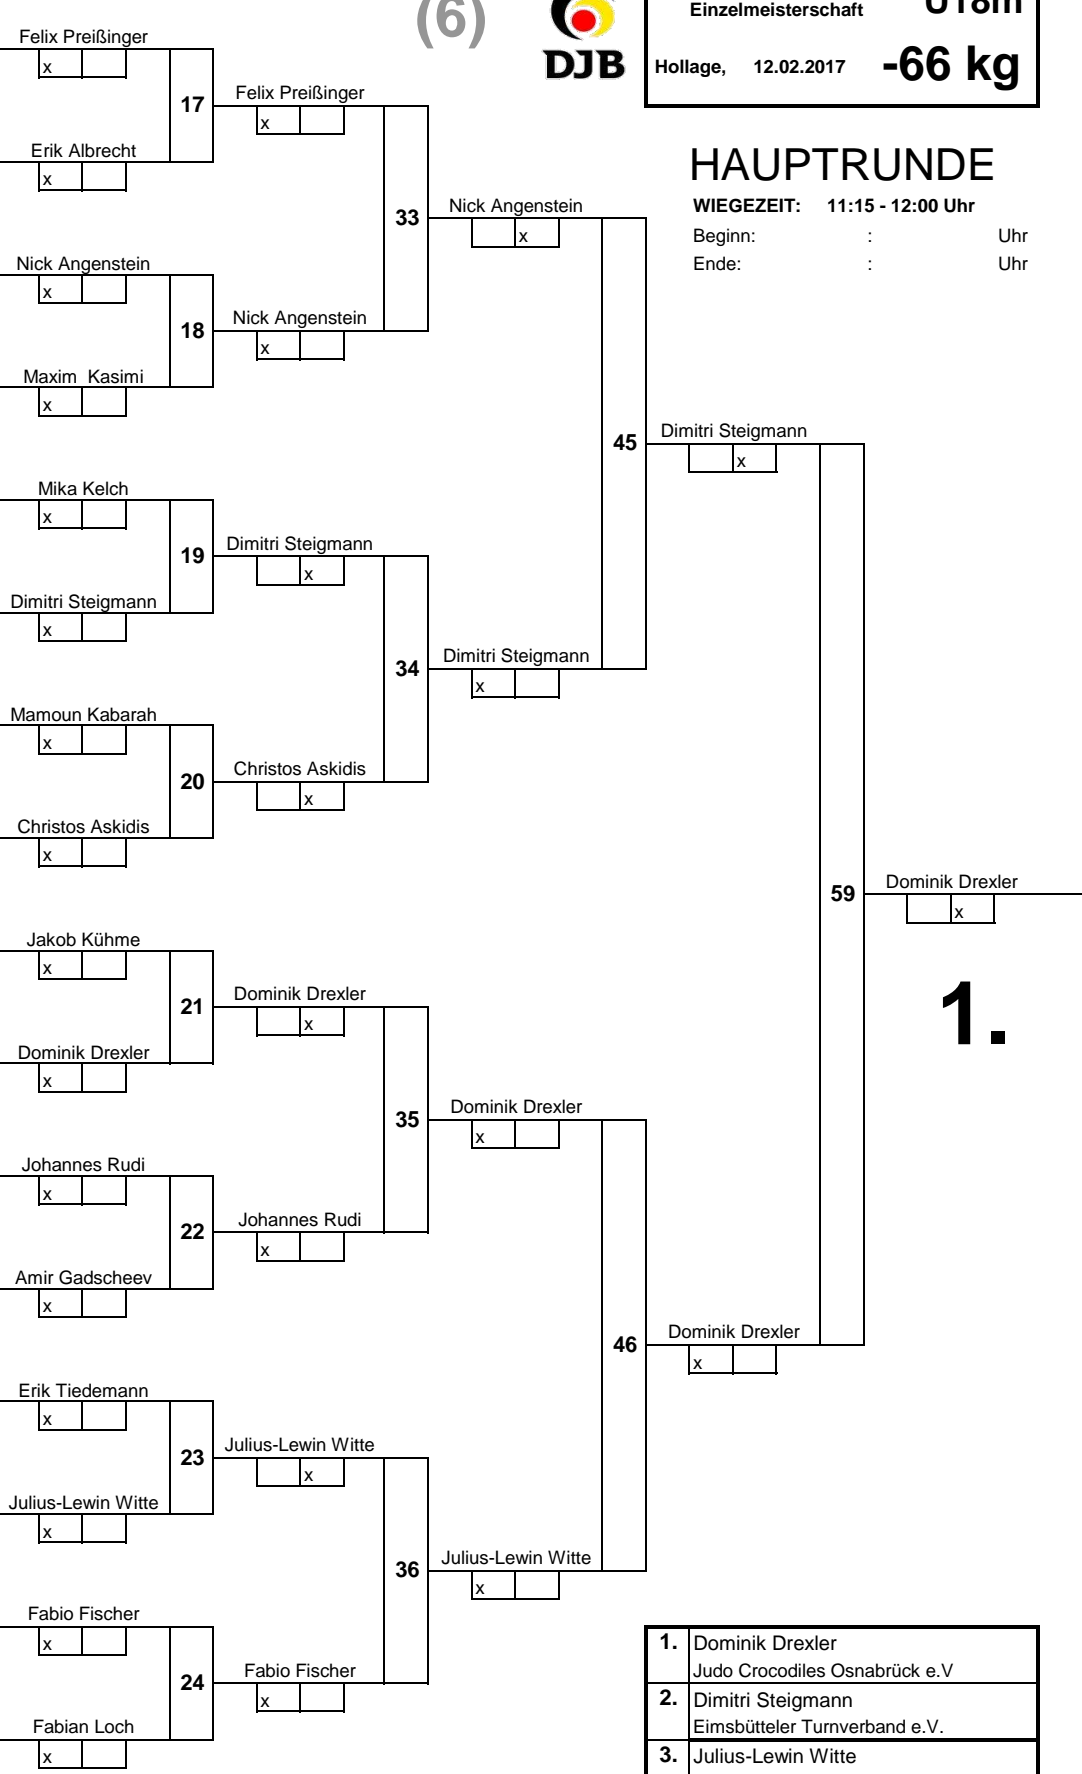 (6)
DJB
Einzelmeisterschaft U18m
Hollage, 12.02.2017 -66 kg
HAUPTRUNDE
WIEGEZEIT: 11:15 - 12:00 Uhr
Beginn: : Uhr
Ende: : Uhr
Felix Preißinger
x
17
Erik Albrecht
x
Nick Angenstein
x
18
Maxim Kasimi
x
Mika Kelch
x
19
Dimitri Steigmann
x
Mamoun Kabarah
x
20
Christos Askidis
x
Jakob Kühme
x
21
Dominik Drexler
x
Johannes Rudi
x
22
Amir Gadscheev
x
Erik Tiedemann
x
23
Julius-Lewin Witte
x
Fabio Fischer
x
24
Fabian Loch
x
Felix Preißinger
x
33
Nick Angenstein
x
Dimitri Steigmann
x
34
Christos Askidis
x
Dominik Drexler
x
35
Johannes Rudi
x
Julius-Lewin Witte
x
36
Fabio Fischer
x
Nick Angenstein
x
45
Dimitri Steigmann
x
Dominik Drexler
x
46
Julius-Lewin Witte
x
Dimitri Steigmann
x
59
Dominik Drexler
x
Dominik Drexler
x
1.
1. Dominik Drexler
Judo Crocodiles Osnabrück e.V
2. Dimitri Steigmann
Eimsbütteler Turnverband e.V.
3. Julius-Lewin Witte